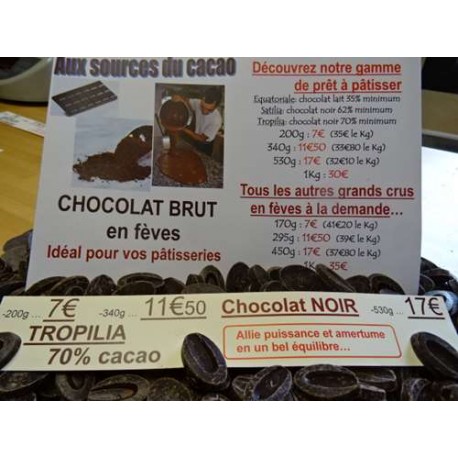 Aux sources du cacao
CHOCOLAT BRUT
en fèves
Idéal pour vos pâtisseries
Découvrez notre gamme
de prêt à pâtisser
Equatoriale: chocolat lait 35% minimum
Satilia: chocolat noir 62% minimum
Tropilia: chocolat noir 70% minimum
200g : 7€ (35€ le Kg)
340g : 11€50 (33€80 le Kg)
530g : 17€ (32€10 le Kg)
1Kg : 30€
Tous les autres grands crus
en fèves à la demande...
170g : 7€ (41€20 le Kg)
295g : 11€50 (39€ le Kg)
450g : 17€ (37€80 le Kg)
1K 35€
-200g ... 7€ -340g ... 11€50 Chocolat NOIR -530g ... 17€
TROPILIA
70% cacao
Allie puissance et amertume
en un bel équilibre...